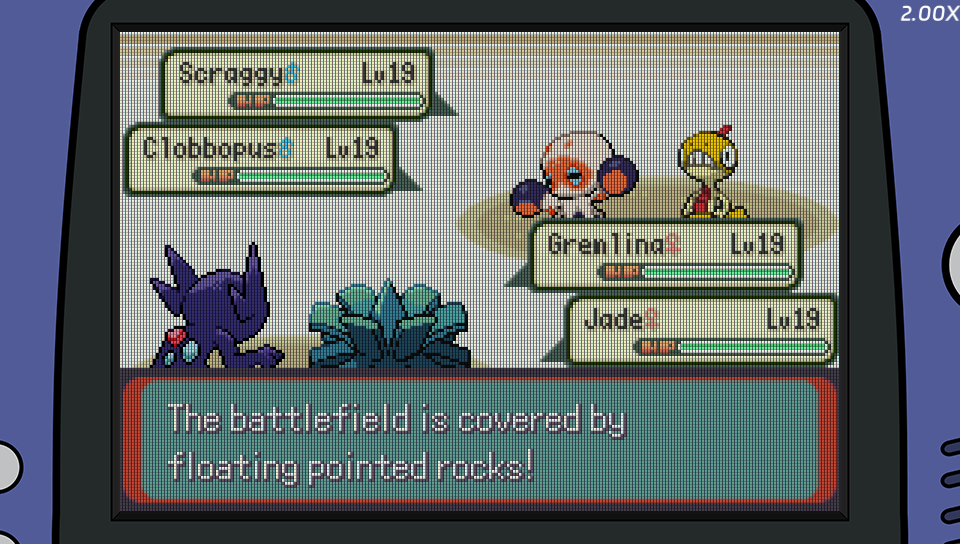 2.00X
Scraggy♂ Lv19
HP
Clobbopus♂ Lv19
HP
Gremlina♀ Lv19
HP
Jade♀ Lv19
HP
The battlefield is covered by
floating pointed rocks!